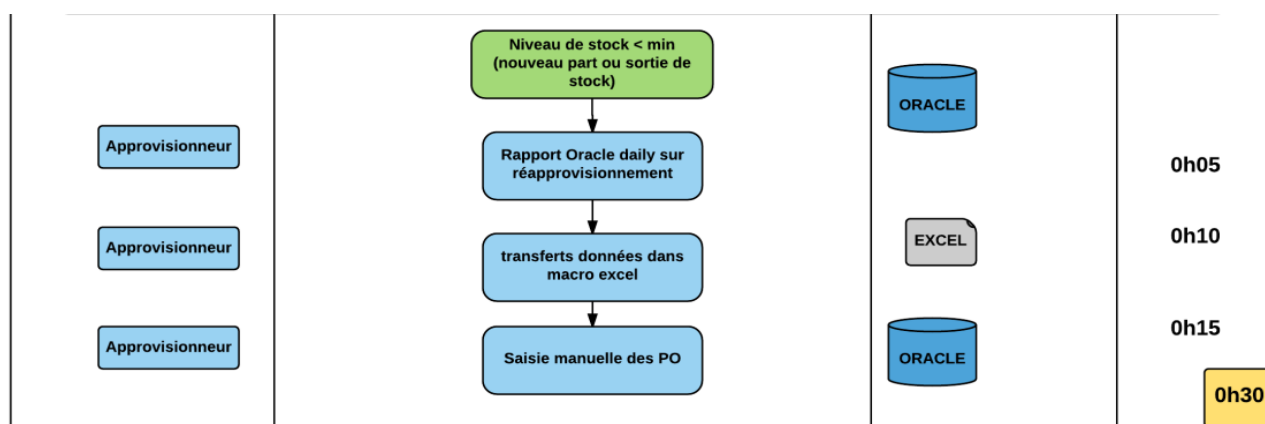 Niveau de stock < min
(nouveau part ou sortie de
stock)
ORACLE
Approvisionneur
Rapport Oracle daily sur
réapprovisionnement
0h05
Approvisionneur
transferts données dans
macro excel
EXCEL
0h10
Approvisionneur
Saisie manuelle des PO
ORACLE
0h15
0h30